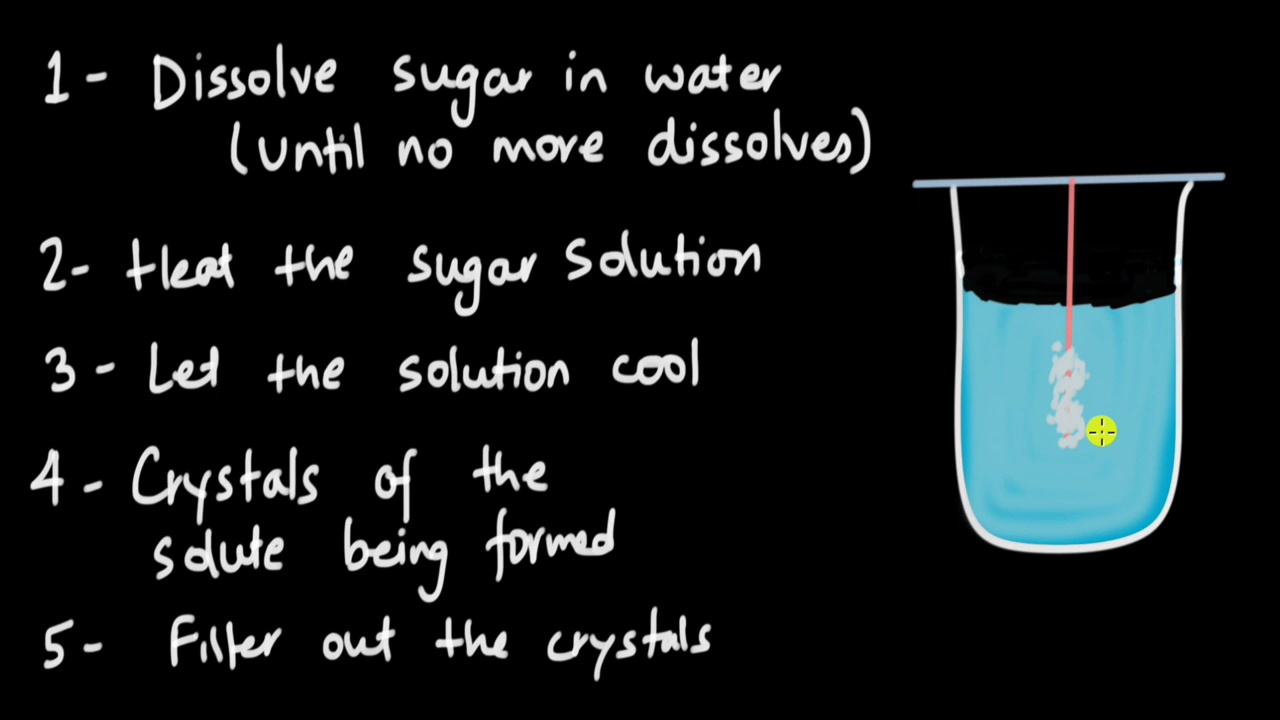 1- Dissolve sugar in water
(until no more dissolves)
2- Heat the sugar solution
3- Let the solution cool
4- Crystals of the
solute being formed
5- Filter out the crystals